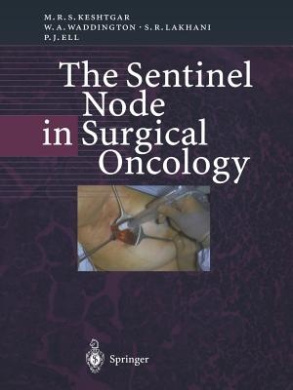 M.R.S. KESHTGAR
W.A. WADDINGTON · S.R. LAKHANI
P.J. ELL
The Sentinel
Node
in Surgical
Oncology
Springer